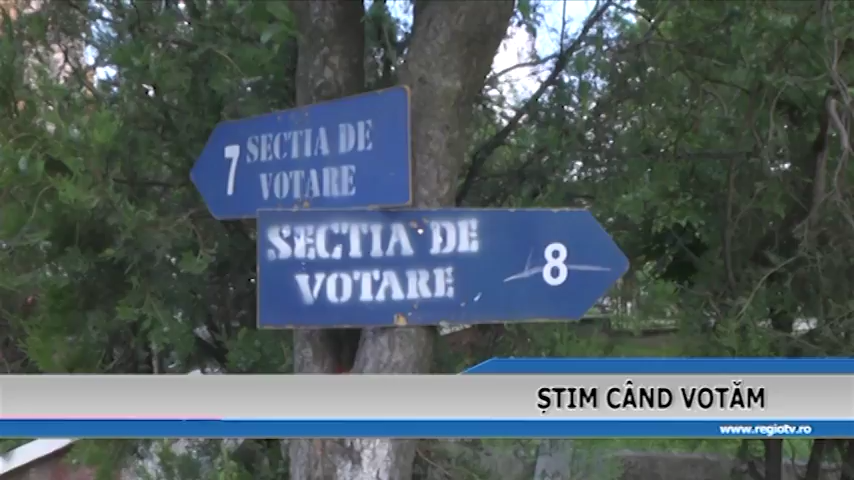 7 SECTIA DE
VOTARE
SECTIA DE
VOTARE 8
ȘTIM CÂND VOTĂM
www.regiotv.ro